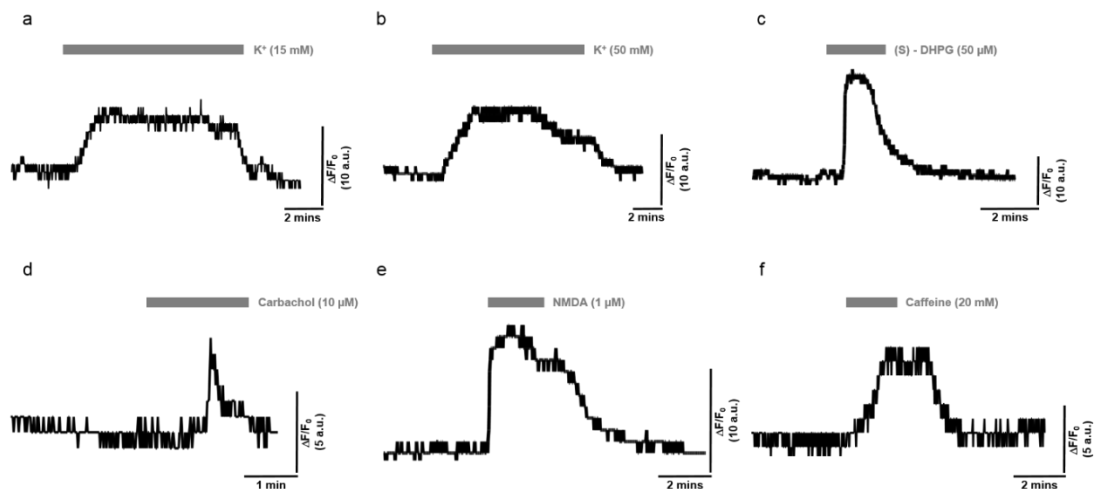 a
K⁺ (15 mM)
ΔF/F₀
(10 a.u.)
2 mins
b
K⁺ (50 mM)
ΔF/F₀
(10 a.u.)
2 mins
c
(S) - DHPG (50 µM)
ΔF/F₀
(10 a.u.)
2 mins
d
Carbachol (10 µM)
ΔF/F₀
(5 a.u.)
1 min
e
NMDA (1 µM)
ΔF/F₀
(10 a.u.)
2 mins
f
Caffeine (20 mM)
ΔF/F₀
(5 a.u.)
2 mins